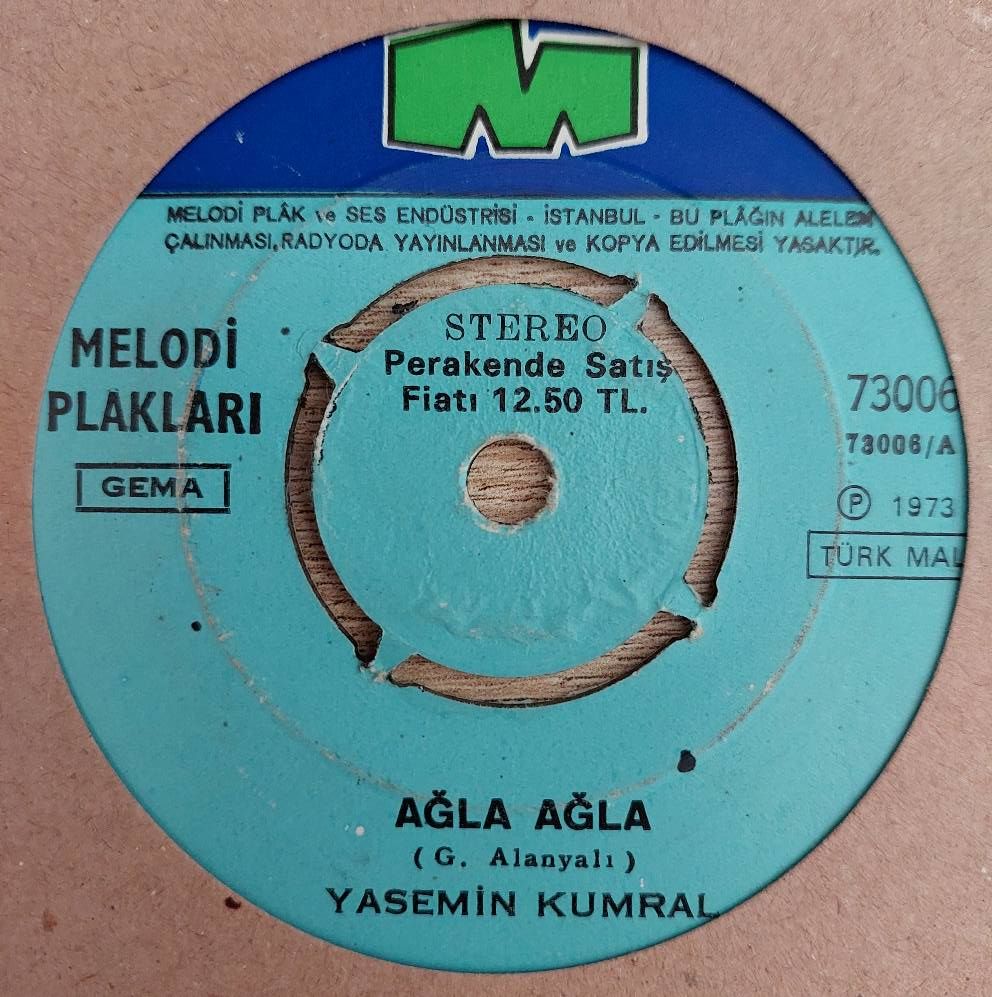 M
MELODİ PLÂK ve SES ENDÜSTRİSİ - İSTANBUL - BU PLÂĞIN ALELEM
ÇALINMASI, RADYODA YAYINLANMASI ve KOPYA EDİLMESİ YASAKTIR.
STEREO
Perakende Satış
Fiatı 12.50 TL.
MELODİ
PLAKLARI
GEMA
73006
73006/A
Ⓟ 1973
TÜRK MAL
AĞLA AĞLA
(G. Alanyalı)
YASEMİN KUMRAL